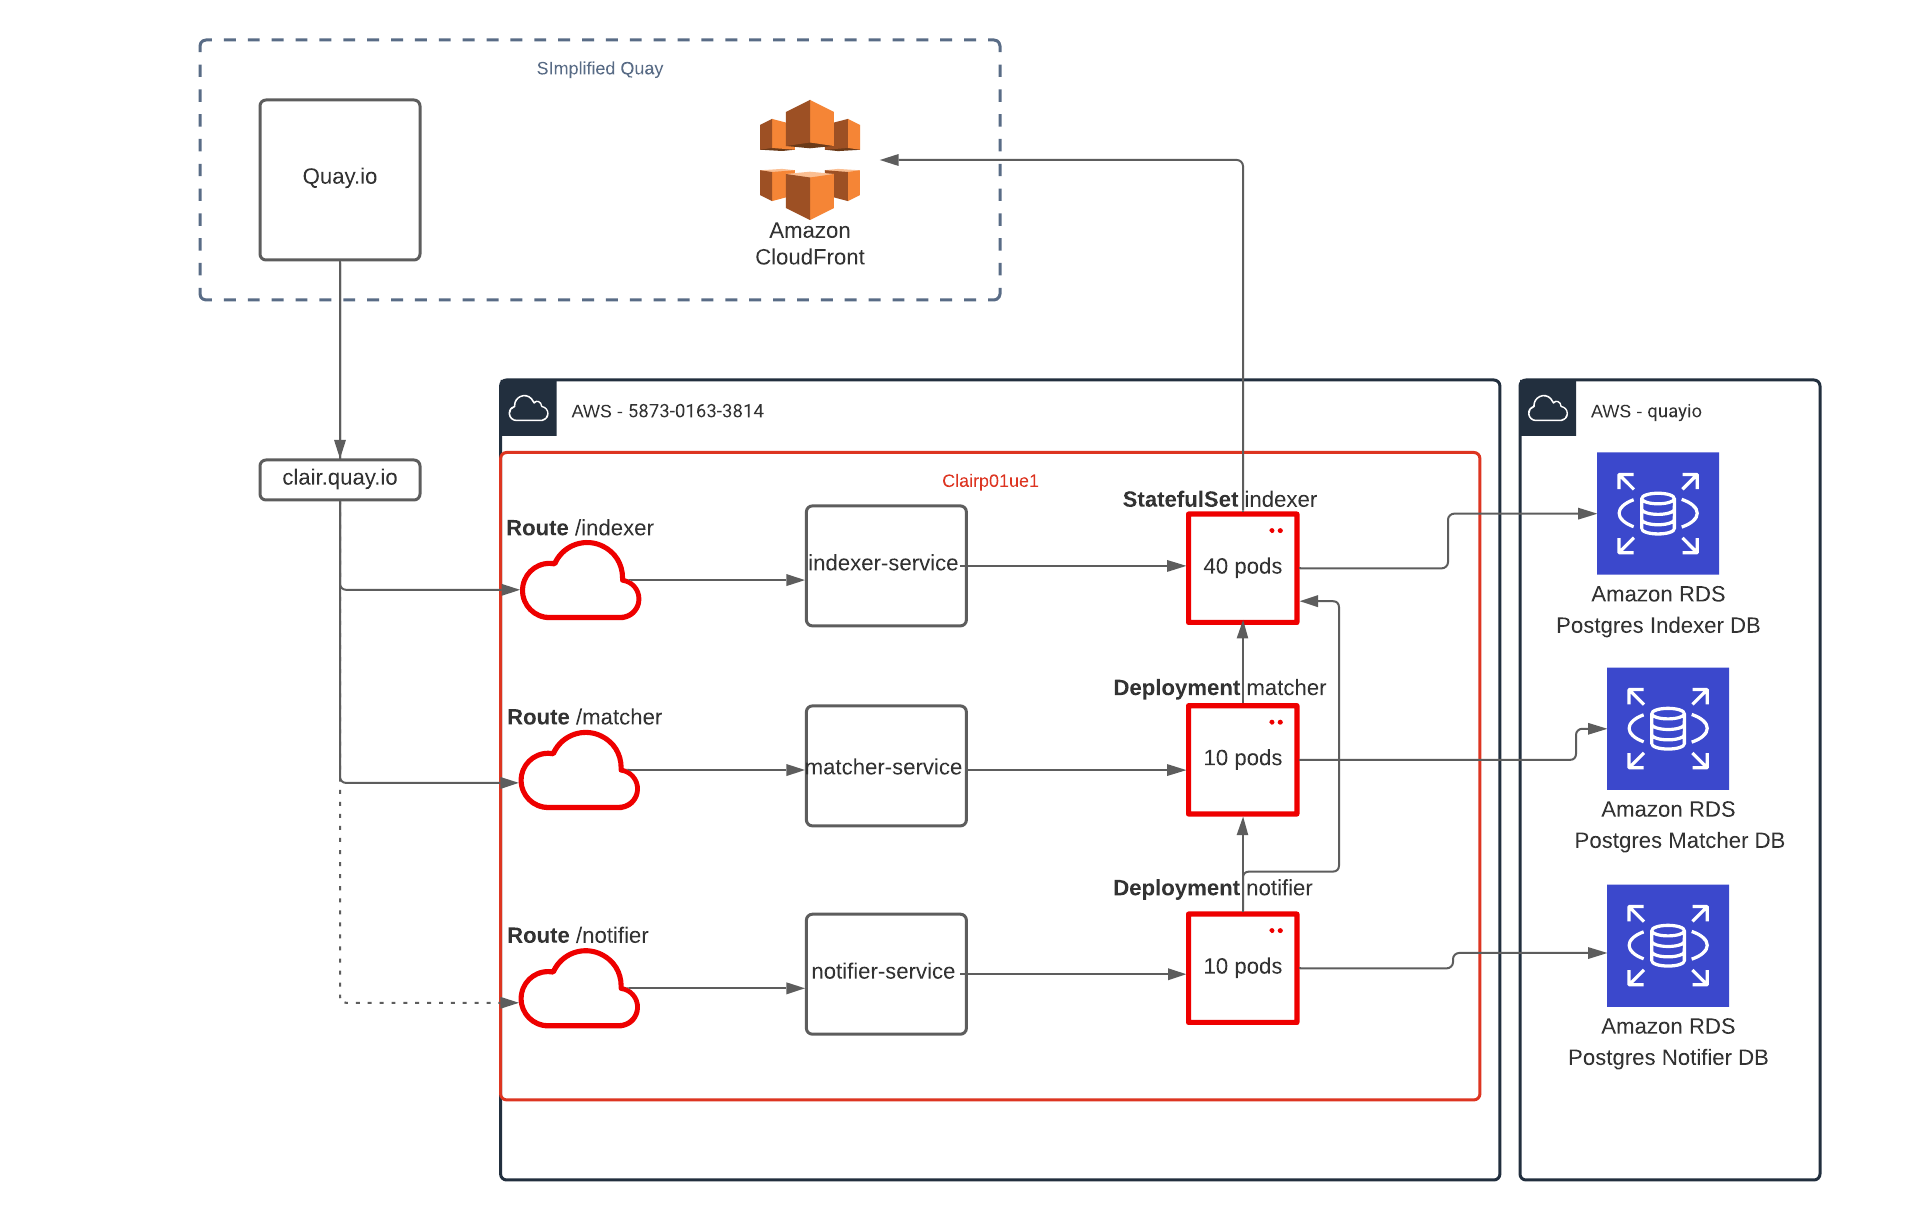 SImplified Quay
Quay.io
Amazon
CloudFront
clair.quay.io
AWS - 5873-0163-3814
Clairp01ue1
Route /indexer
indexer-service
StatefulSet indexer
40 pods
Route /matcher
matcher-service
Deployment matcher
10 pods
Route /notifier
notifier-service
Deployment notifier
10 pods
AWS - quayio
Amazon RDS
Postgres Indexer DB
Amazon RDS
Postgres Matcher DB
Amazon RDS
Postgres Notifier DB